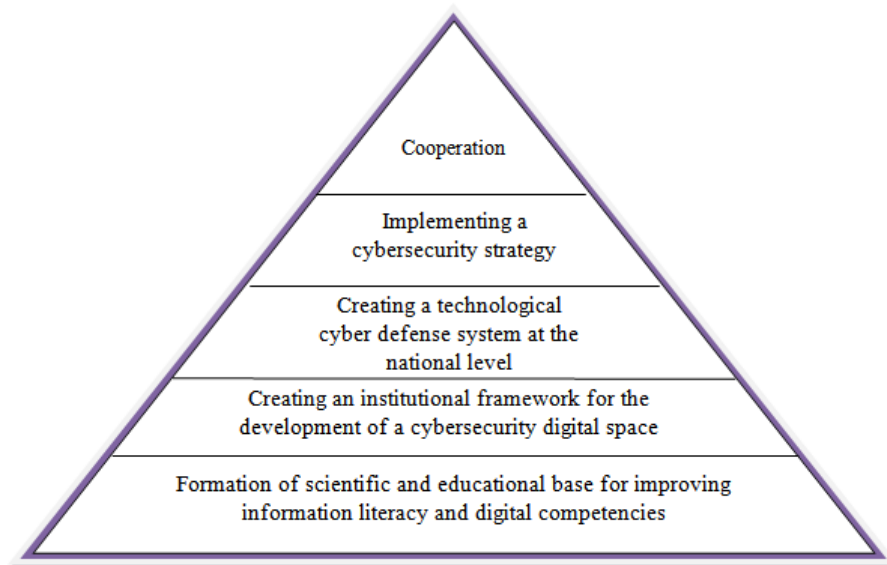 Cooperation
Implementing a
cybersecurity strategy
Creating a technological
cyber defense system at the
national level
Creating an institutional framework for the
development of a cybersecurity digital space
Formation of scientific and educational base for improving
information literacy and digital competencies